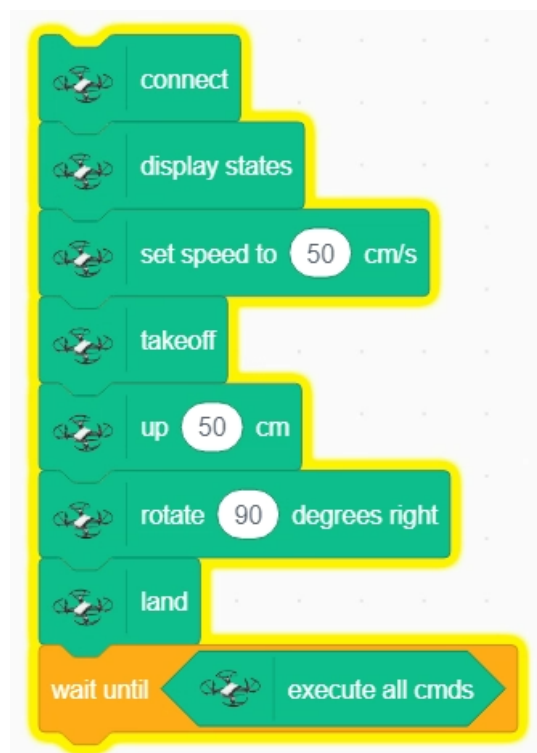 connect
display states
set speed to 50 cm/s
takeoff
up 50 cm
rotate 90 degrees right
land
wait until execute all cmds